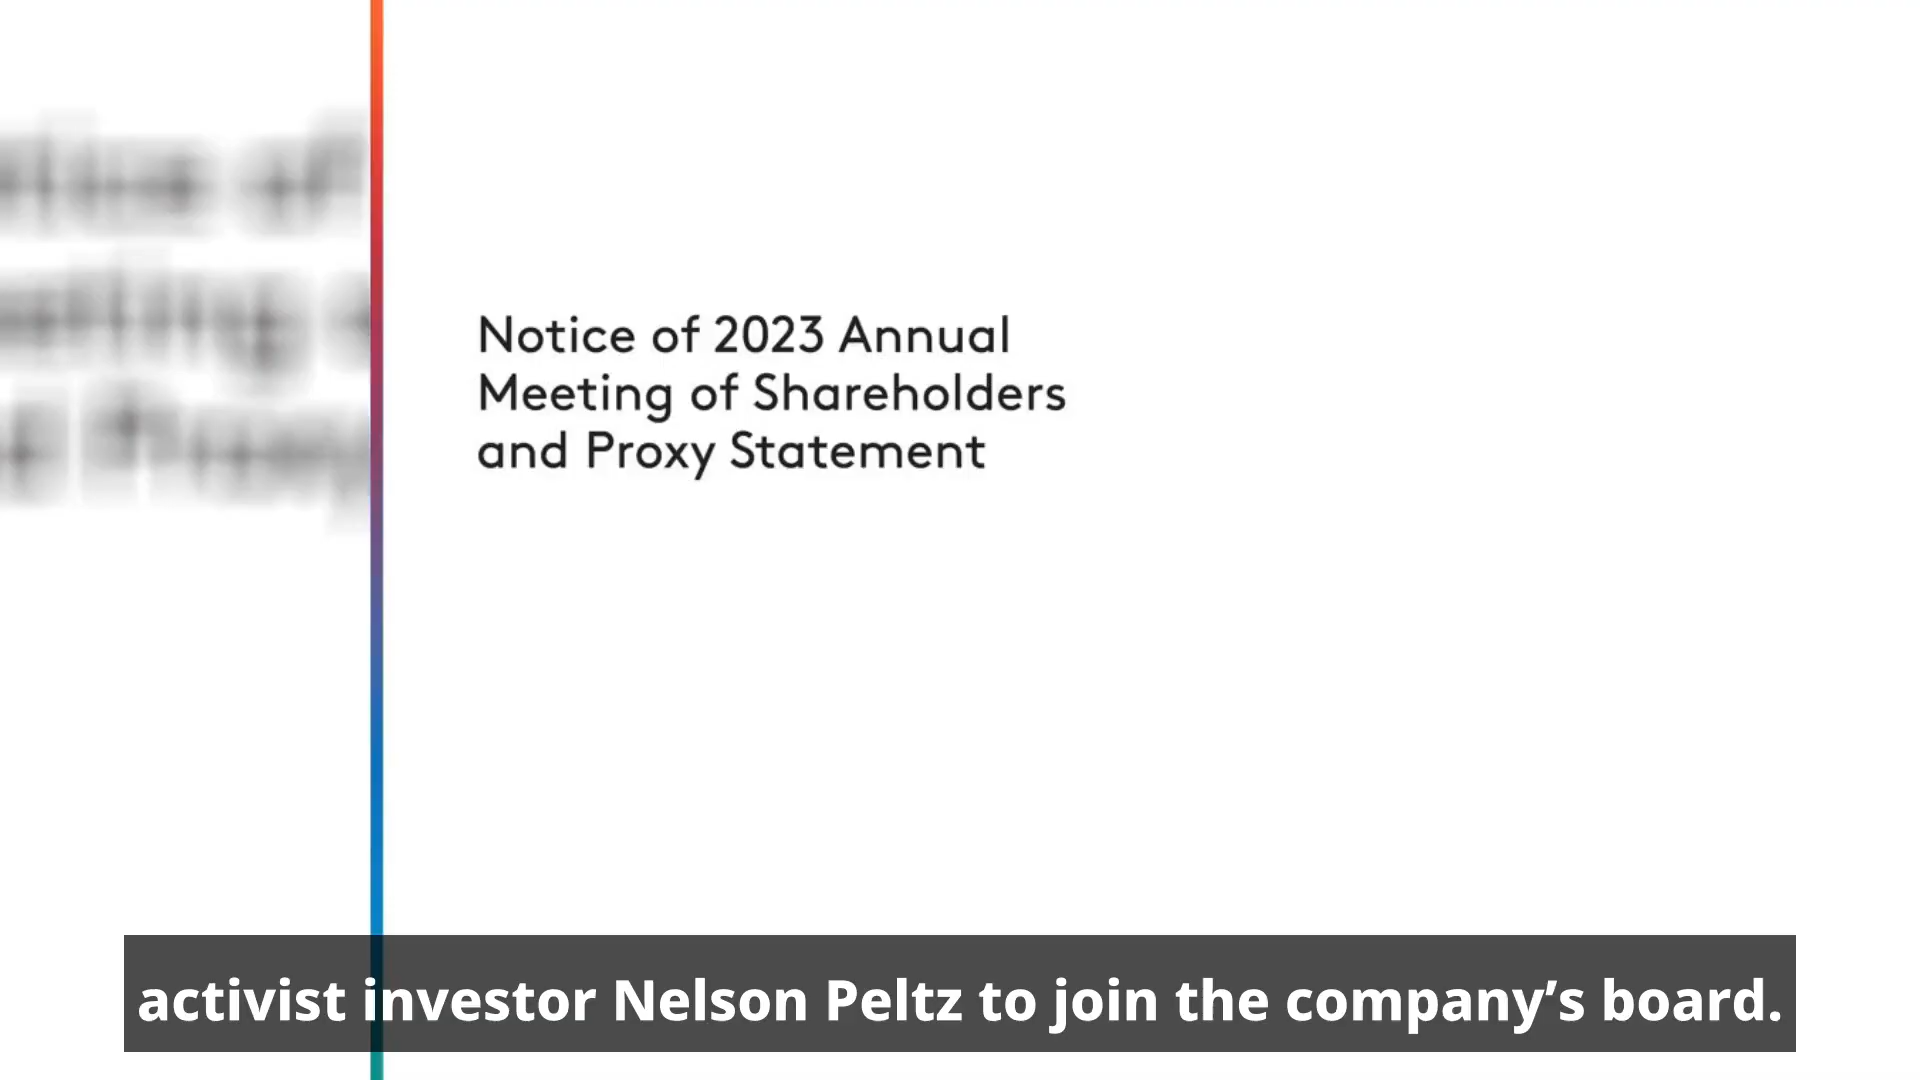 Notice of 2023 Annual
Meeting of Shareholders
and Proxy Statement
activist investor Nelson Peltz to join the company’s board.